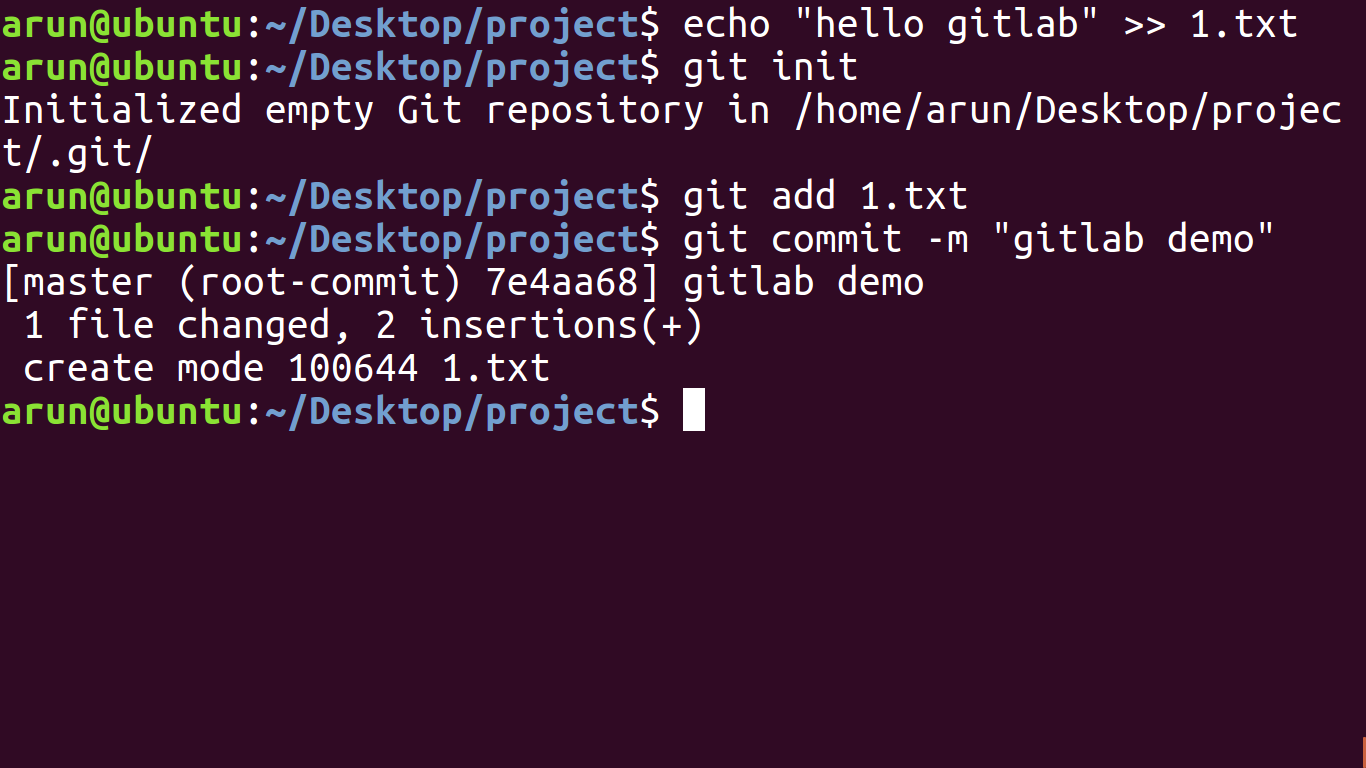 arun@ubuntu:~/Desktop/project$ echo "hello gitlab" >> 1.txt
arun@ubuntu:~/Desktop/project$ git init
Initialized empty Git repository in /home/arun/Desktop/projec
t/.git/
arun@ubuntu:~/Desktop/project$ git add 1.txt
arun@ubuntu:~/Desktop/project$ git commit -m "gitlab demo"
[master (root-commit) 7e4aa68] gitlab demo
 1 file changed, 2 insertions(+)
 create mode 100644 1.txt
arun@ubuntu:~/Desktop/project$